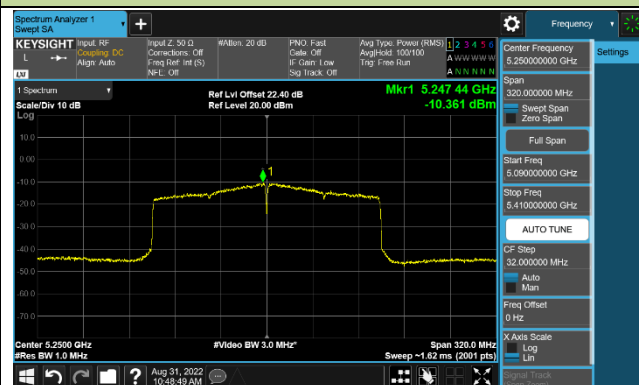 Spectrum Analyzer 1
Swept SA
Frequency
KEYSIGHT Input: RF
Coupling: DC
Align: Auto
Input Z: 50 Ω
Corrections: Off
Freq Ref: Int (S)
NFE: Off
#Atten: 20 dB
PNO: Fast
Gate: Off
IF Gain: Low
Sig Track: Off
Avg Type: Power (RMS)
Avg|Hold: 100/100
Trig: Free Run
1 2 3 4 5 6
A W W W W W
A N N N N N
L
LXI
Center Frequency
5.250000000 GHz
Settings
Span
320.000000 MHz
Swept Span
Zero Span
Full Span
Start Freq
5.090000000 GHz
Stop Freq
5.410000000 GHz
AUTO TUNE
CF Step
32.000000 MHz
Auto
Man
Freq Offset
0 Hz
X Axis Scale
Log
Lin
Signal Track
1 Spectrum
Scale/Div 10 dB
Log
Ref Lvl Offset 22.40 dB
Ref Level 20.00 dBm
Mkr1 5.247 44 GHz
-10.361 dBm
10.0
0.00
-10.0
-20.0
-30.0
-40.0
-50.0
-60.0
-70.0
1
Center 5.2500 GHz
#Res BW 1.0 MHz
#Video BW 3.0 MHz*
Span 320.0 MHz
Sweep ~1.62 ms (2001 pts)
Aug 31, 2022
10:48:49 AM